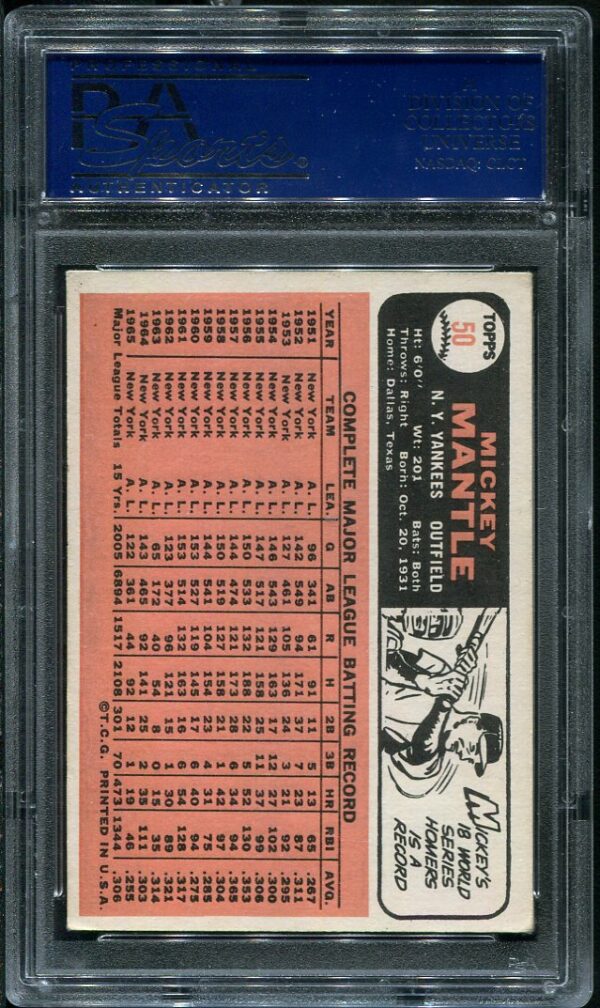 PROFESSIONAL
PSA
Sports
AUTHENTICATOR
A
DIVISION OF
COLLECTORS
UNIVERSE
NASDAQ: CLCT
TOPPS
50
MICKEY
MANTLE
N. Y. YANKEES OUTFIELD
Ht: 6'0" Wt: 201 Bats: Both
Throws: Right Born: Oct. 20, 1931
Home: Dallas, Texas
MICKEY'S
18 WORLD
SERIES
HOMERS
IS A
RECORD
COMPLETE MAJOR LEAGUE BATTING RECORD
YEAR TEAM LEA. G AB R H 2B 3B HR RBI AVG.
1951 New York A. L. 96 341 61 91 11 5 13 65 .267
1952 New York A. L. 142 549 94 171 37 7 23 87 .311
1953 New York A. L. 127 461 105 136 24 3 21 92 .295
1954 New York A. L. 146 543 129 163 17 12 27 102 .300
1955 New York A. L. 147 517 121 158 25 11 37 99 .306
1956 New York A. L. 150 533 132 188 22 5 52 130 .353
1957 New York A. L. 144 474 121 173 28 6 34 94 .365
1958 New York A. L. 150 519 127 158 21 1 42 97 .304
1959 New York A. L. 144 541 104 154 23 4 31 75 .285
1960 New York A. L. 153 527 119 145 17 6 40 94 .275
1961 New York A. L. 153 514 132 163 16 6 54 128 .317
1962 New York A. L. 123 377 96 121 15 1 30 89 .321
1963 New York A. L. 65 172 40 54 8 0 15 35 .314
1964 New York A. L. 143 465 92 141 25 2 35 111 .303
1965 New York A. L. 122 361 44 92 12 1 19 46 .255
Major League Totals 15 Yrs. 2005 6894 1517 2108 301 70 473 1344 .306
©T.C.G. PRINTED IN U.S.A.